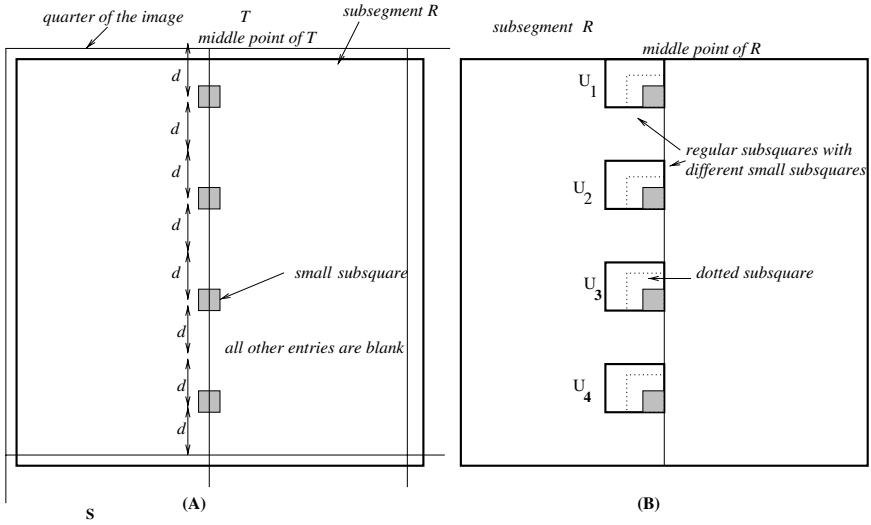 quarter of the image
T
subsegment R
middle point of T
d
d
d
d
d
d
d
d
small subsquare
all other entries are blank
(A)
S
subsegment R
middle point of R
U1
regular subsquares with
different small subsquares
U2
dotted subsquare
U3
U4
(B)